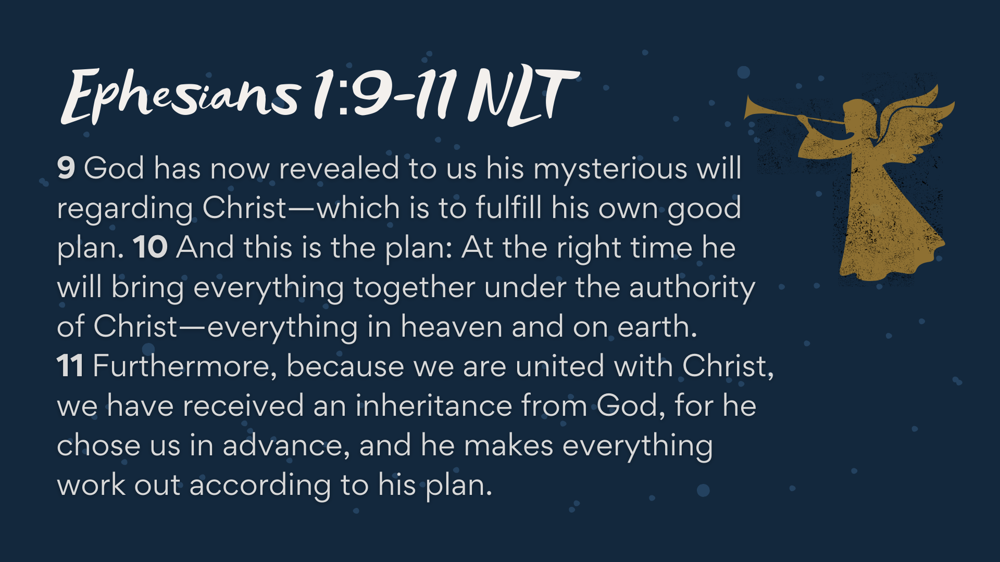 Ephesians 1:9-11 NLT
9 God has now revealed to us his mysterious will
regarding Christ—which is to fulfill his own good
plan. 10 And this is the plan: At the right time he
will bring everything together under the authority
of Christ—everything in heaven and on earth.
11 Furthermore, because we are united with Christ,
we have received an inheritance from God, for he
chose us in advance, and he makes everything
work out according to his plan.